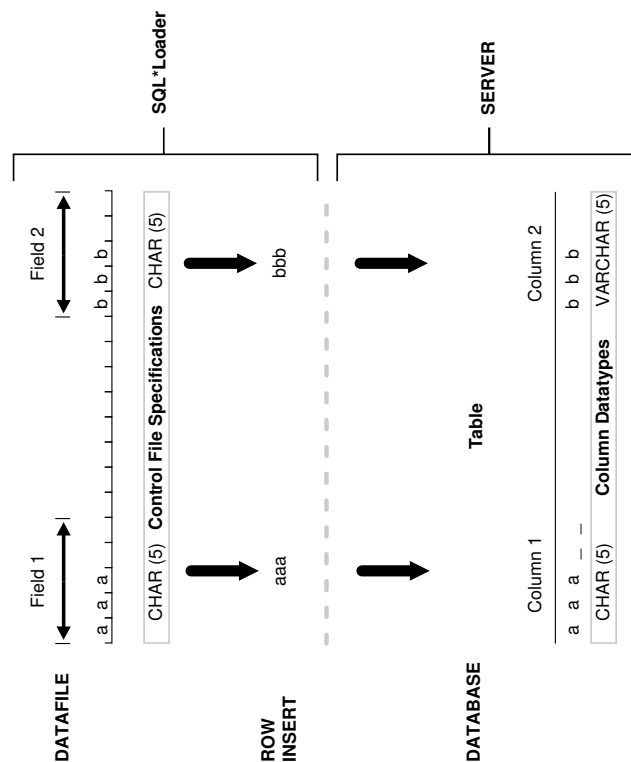 DATAFILE
Field 1
Field 2
a a a
b b b
CHAR (5) Control File Specifications CHAR (5)
SQL*Loader
ROW
INSERT
aaa
bbb
DATABASE
Table
SERVER
Column 1
Column 2
a a a _ _
b b b
CHAR (5) Column Datatypes VARCHAR (5)